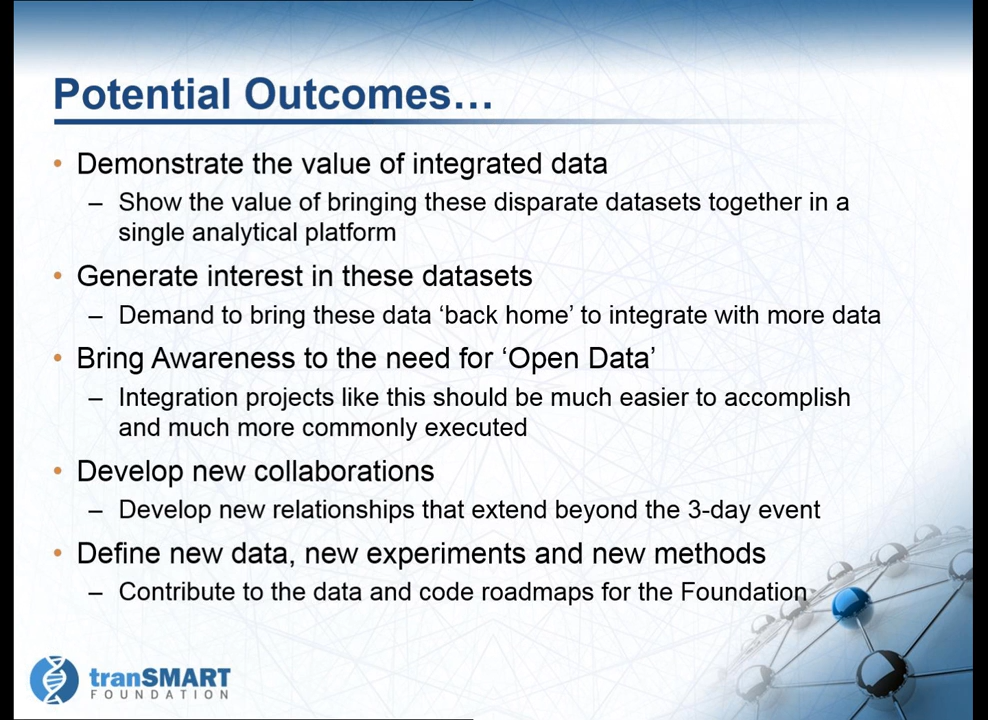 Potential Outcomes…
• Demonstrate the value of integrated data
– Show the value of bringing these disparate datasets together in a
single analytical platform
• Generate interest in these datasets
– Demand to bring these data ‘back home’ to integrate with more data
• Bring Awareness to the need for ‘Open Data’
– Integration projects like this should be much easier to accomplish
and much more commonly executed
• Develop new collaborations
– Develop new relationships that extend beyond the 3-day event
• Define new data, new experiments and new methods
– Contribute to the data and code roadmaps for the Foundation
tranSMART
FOUNDATION